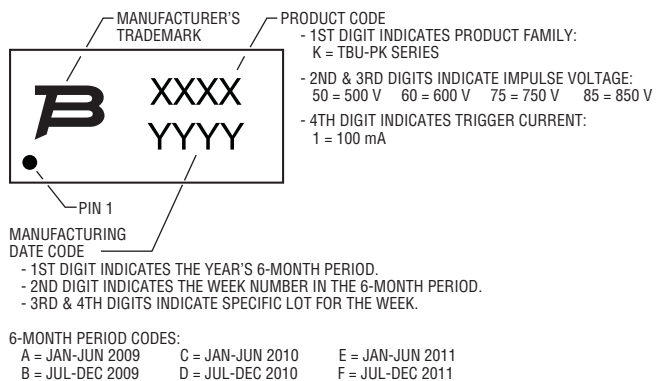 MANUFACTURER'S
TRADEMARK
PRODUCT CODE
- 1ST DIGIT INDICATES PRODUCT FAMILY:
K = TBU-PK SERIES
- 2ND & 3RD DIGITS INDICATE IMPULSE VOLTAGE:
50 = 500 V 60 = 600 V 75 = 750 V 85 = 850 V
- 4TH DIGIT INDICATES TRIGGER CURRENT:
1 = 100 mA
XXXX
YYYY
PIN 1
MANUFACTURING
DATE CODE
- 1ST DIGIT INDICATES THE YEAR'S 6-MONTH PERIOD.
- 2ND DIGIT INDICATES THE WEEK NUMBER IN THE 6-MONTH PERIOD.
- 3RD & 4TH DIGITS INDICATE SPECIFIC LOT FOR THE WEEK.
6-MONTH PERIOD CODES:
A = JAN-JUN 2009 C = JAN-JUN 2010 E = JAN-JUN 2011
B = JUL-DEC 2009 D = JUL-DEC 2010 F = JUL-DEC 2011